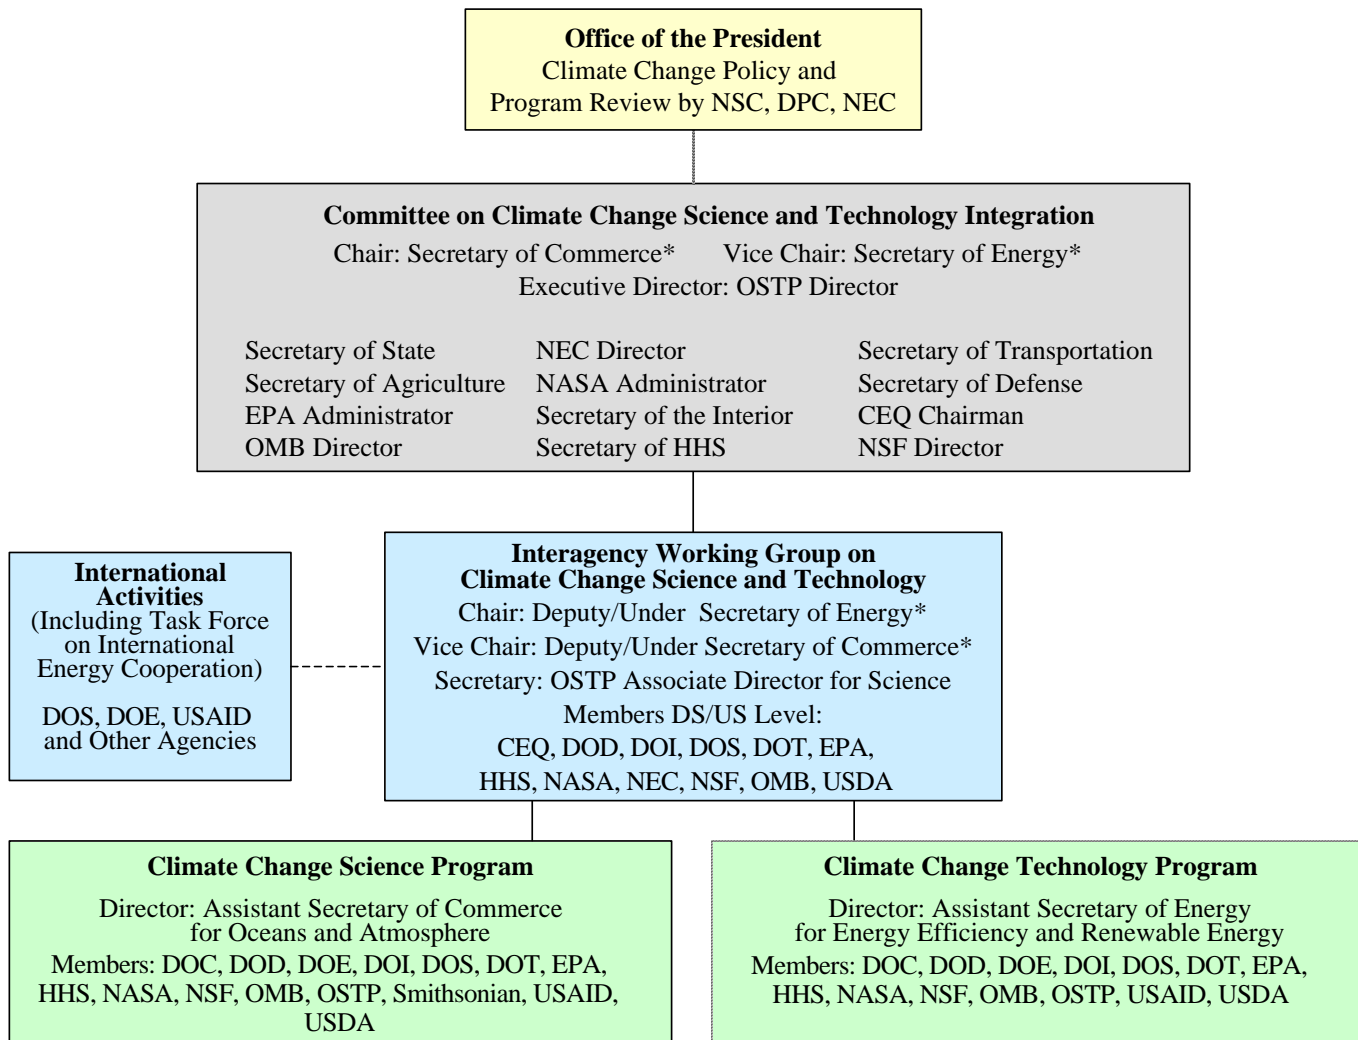 Office of the President
Climate Change Policy and
Program Review by NSC, DPC, NEC
Committee on Climate Change Science and Technology Integration
Chair: Secretary of Commerce* Vice Chair: Secretary of Energy*
Executive Director: OSTP Director
Secretary of State NEC Director Secretary of Transportation
Secretary of Agriculture NASA Administrator Secretary of Defense
EPA Administrator Secretary of the Interior CEQ Chairman
OMB Director Secretary of HHS NSF Director
International
Activities
(Including Task Force
on International
Energy Cooperation)
DOS, DOE, USAID
and Other Agencies
Interagency Working Group on
Climate Change Science and Technology
Chair: Deputy/Under Secretary of Energy*
Vice Chair: Deputy/Under Secretary of Commerce*
Secretary: OSTP Associate Director for Science
Members DS/US Level:
CEQ, DOD, DOI, DOS, DOT, EPA,
HHS, NASA, NEC, NSF, OMB, USDA
Climate Change Science Program
Director: Assistant Secretary of Commerce
for Oceans and Atmosphere
Members: DOC, DOD, DOE, DOI, DOS, DOT, EPA,
HHS, NASA, NSF, OMB, OSTP, Smithsonian, USAID,
USDA
Climate Change Technology Program
Director: Assistant Secretary of Energy
for Energy Efficiency and Renewable Energy
Members: DOC, DOD, DOE, DOI, DOS, DOT, EPA,
HHS, NASA, NSF, OMB, OSTP, USAID, USDA